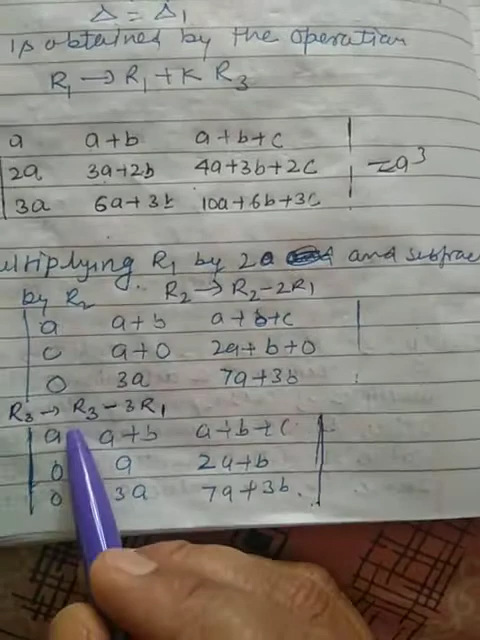 Δ = Δ1
is obtained by the operation
R1 → R1 + K R3
a a+b a+b+c
2a 3a+2b 4a+3b+2c = a³
3a 6a+3b 10a+6b+3c
ultiplying R1 by 2a and subtrac
by R2 R2 → R2-2R1
a a+b a+b+c
0 a+0 2a+b+0
0 3a 7a+3b
R3 → R3-3R1
a a+b a+b+c
0 a 2a+b
0 3a 7a+3b.